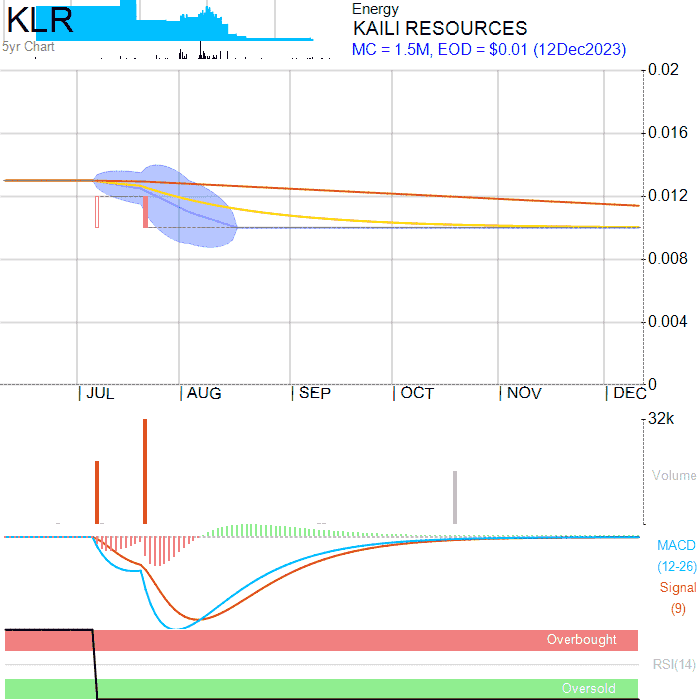 KLR
5yr Chart
Energy
KAILI RESOURCES
MC = 1.5M, EOD = $0.01 (12Dec2023)
0.02
0.016
0.012
0.008
0.004
0
| JUL | AUG | SEP | OCT | NOV | DEC
32k
Volume
MACD
(12-26)
Signal
(9)
Overbought
RSI(14)
Oversold